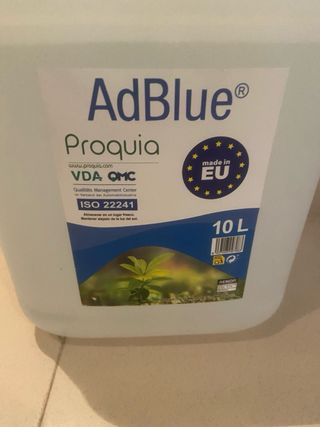 AdBlue®
Proquia
www.proquia.com
made in
EU
VDA QMC
Qualitäts Management Center
im Verband der Automobilindustrie
ISO 22241
Almacenar en un lugar fresco.
Mantener alejado de la luz del sol.
10 L